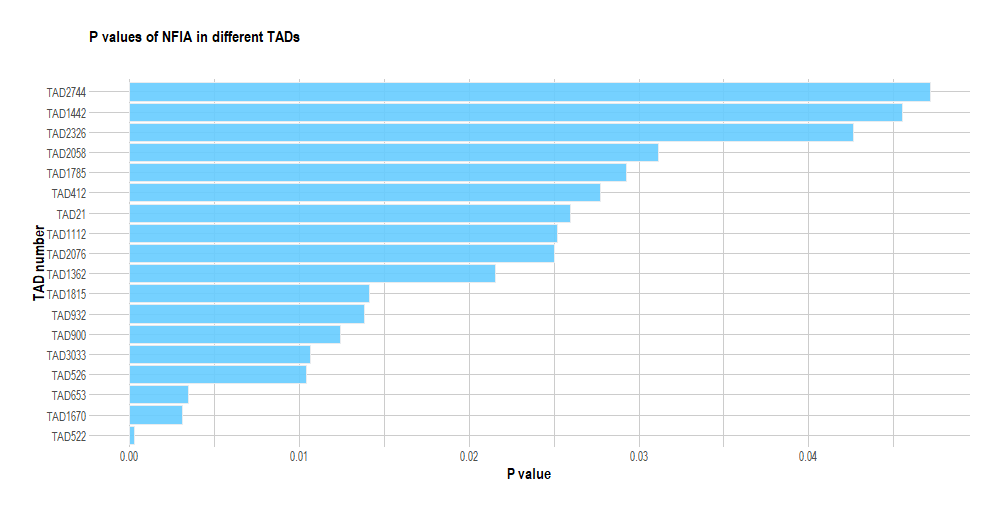 P values of NFIA in different TADs
TAD number
TAD2744
TAD1442
TAD2326
TAD2058
TAD1785
TAD412
TAD21
TAD1112
TAD2076
TAD1362
TAD1815
TAD932
TAD900
TAD3033
TAD526
TAD653
TAD1670
TAD522
0.00 0.01 0.02 0.03 0.04
P value